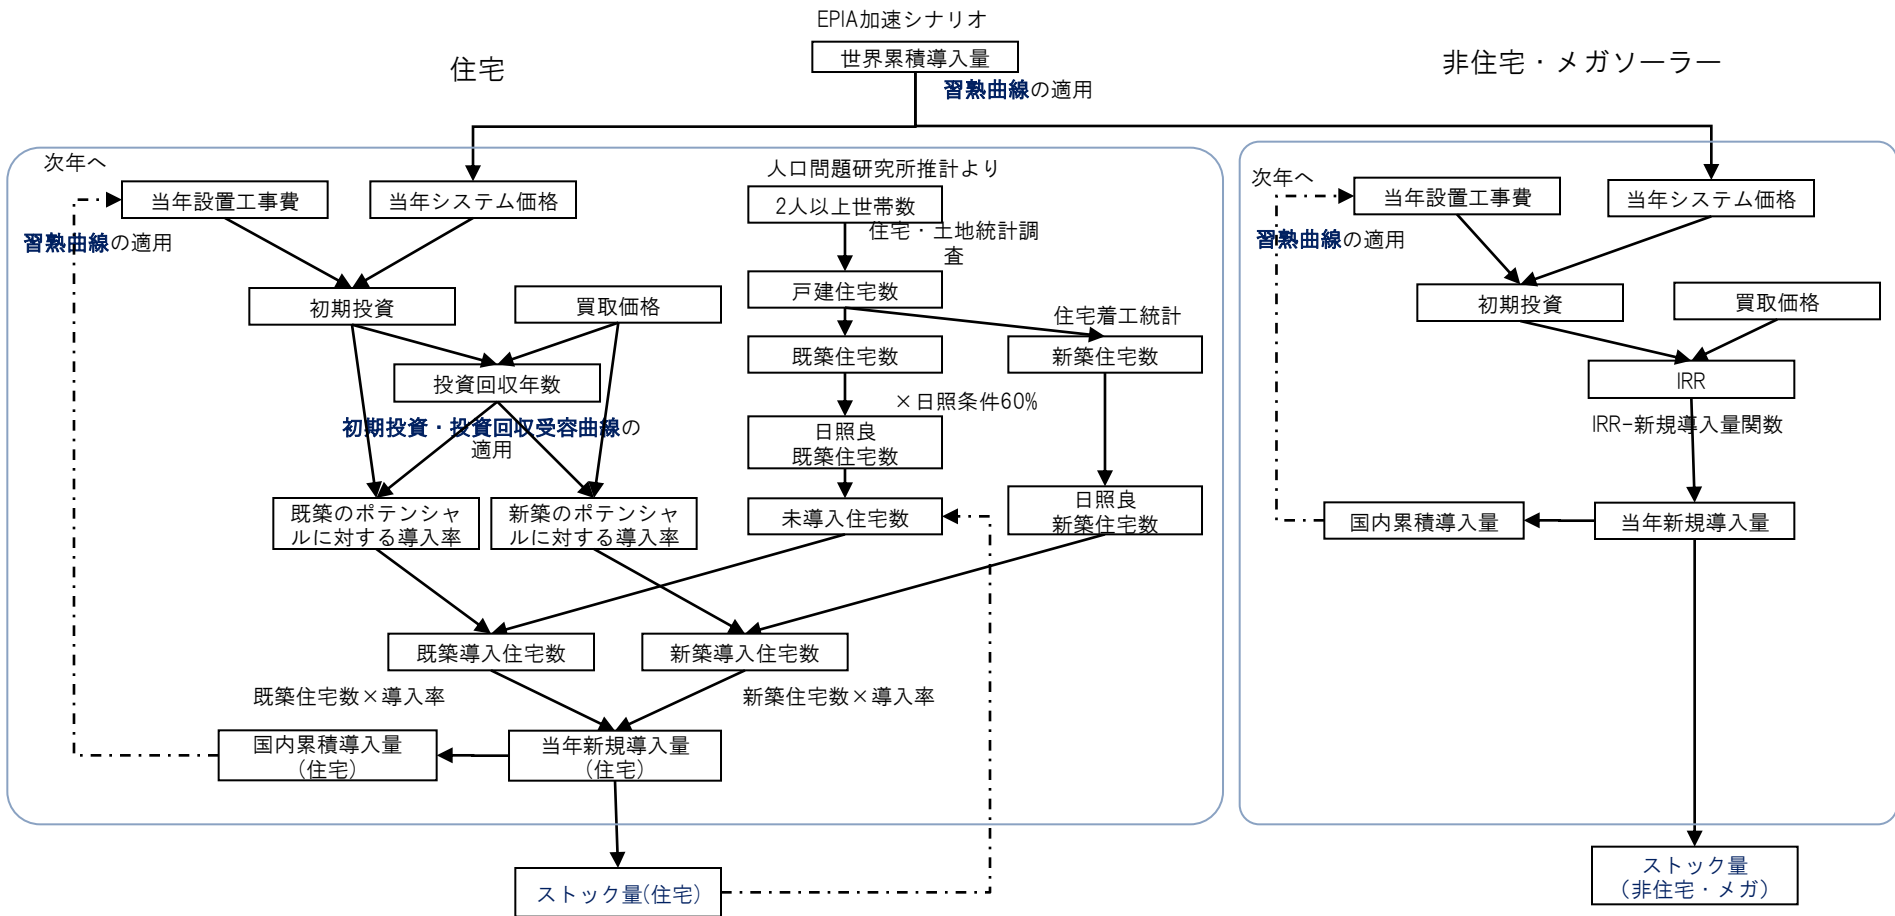 EPIA加速シナリオ
世界累積導入量
習熟曲線の適用
住宅
非住宅・メガソーラー
次年へ
当年設置工事費
当年システム価格
習熟曲線の適用
初期投資
買取価格
投資回収年数
初期投資・投資回収受容曲線の
適用
既築のポテンシャ
ルに対する導入率
新築のポテンシャ
ルに対する導入率
人口問題研究所推計より
2人以上世帯数
住宅・土地統計調
査
戸建住宅数
住宅着工統計
既築住宅数
新築住宅数
×日照条件60%
日照良
既築住宅数
未導入住宅数
日照良
新築住宅数
既築導入住宅数
新築導入住宅数
既築住宅数×導入率
新築住宅数×導入率
国内累積導入量
(住宅)
当年新規導入量
(住宅)
ストック量(住宅)
次年へ
当年設置工事費
当年システム価格
習熟曲線の適用
初期投資
買取価格
IRR
IRR-新規導入量関数
国内累積導入量
当年新規導入量
ストック量
(非住宅・メガ)